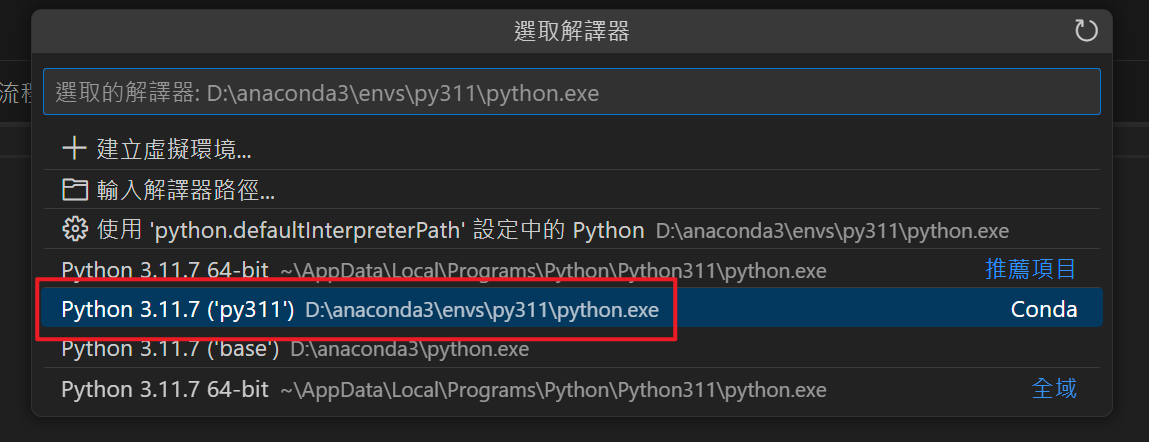 選取解譯器
流程
選取的解譯器: D:\anaconda3\envs\py311\python.exe
建立虛擬環境...
輸入解譯器路徑...
使用 'python.defaultInterpreterPath' 設定中的 Python D:\anaconda3\envs\py311\python.exe
Python 3.11.7 64-bit ~\AppData\Local\Programs\Python\Python311\python.exe 推薦項目
Python 3.11.7 ('py311') D:\anaconda3\envs\py311\python.exe Conda
Python 3.11.7 ('base') D:\anaconda3\python.exe
Python 3.11.7 64-bit ~\AppData\Local\Programs\Python\Python311\python.exe 全域